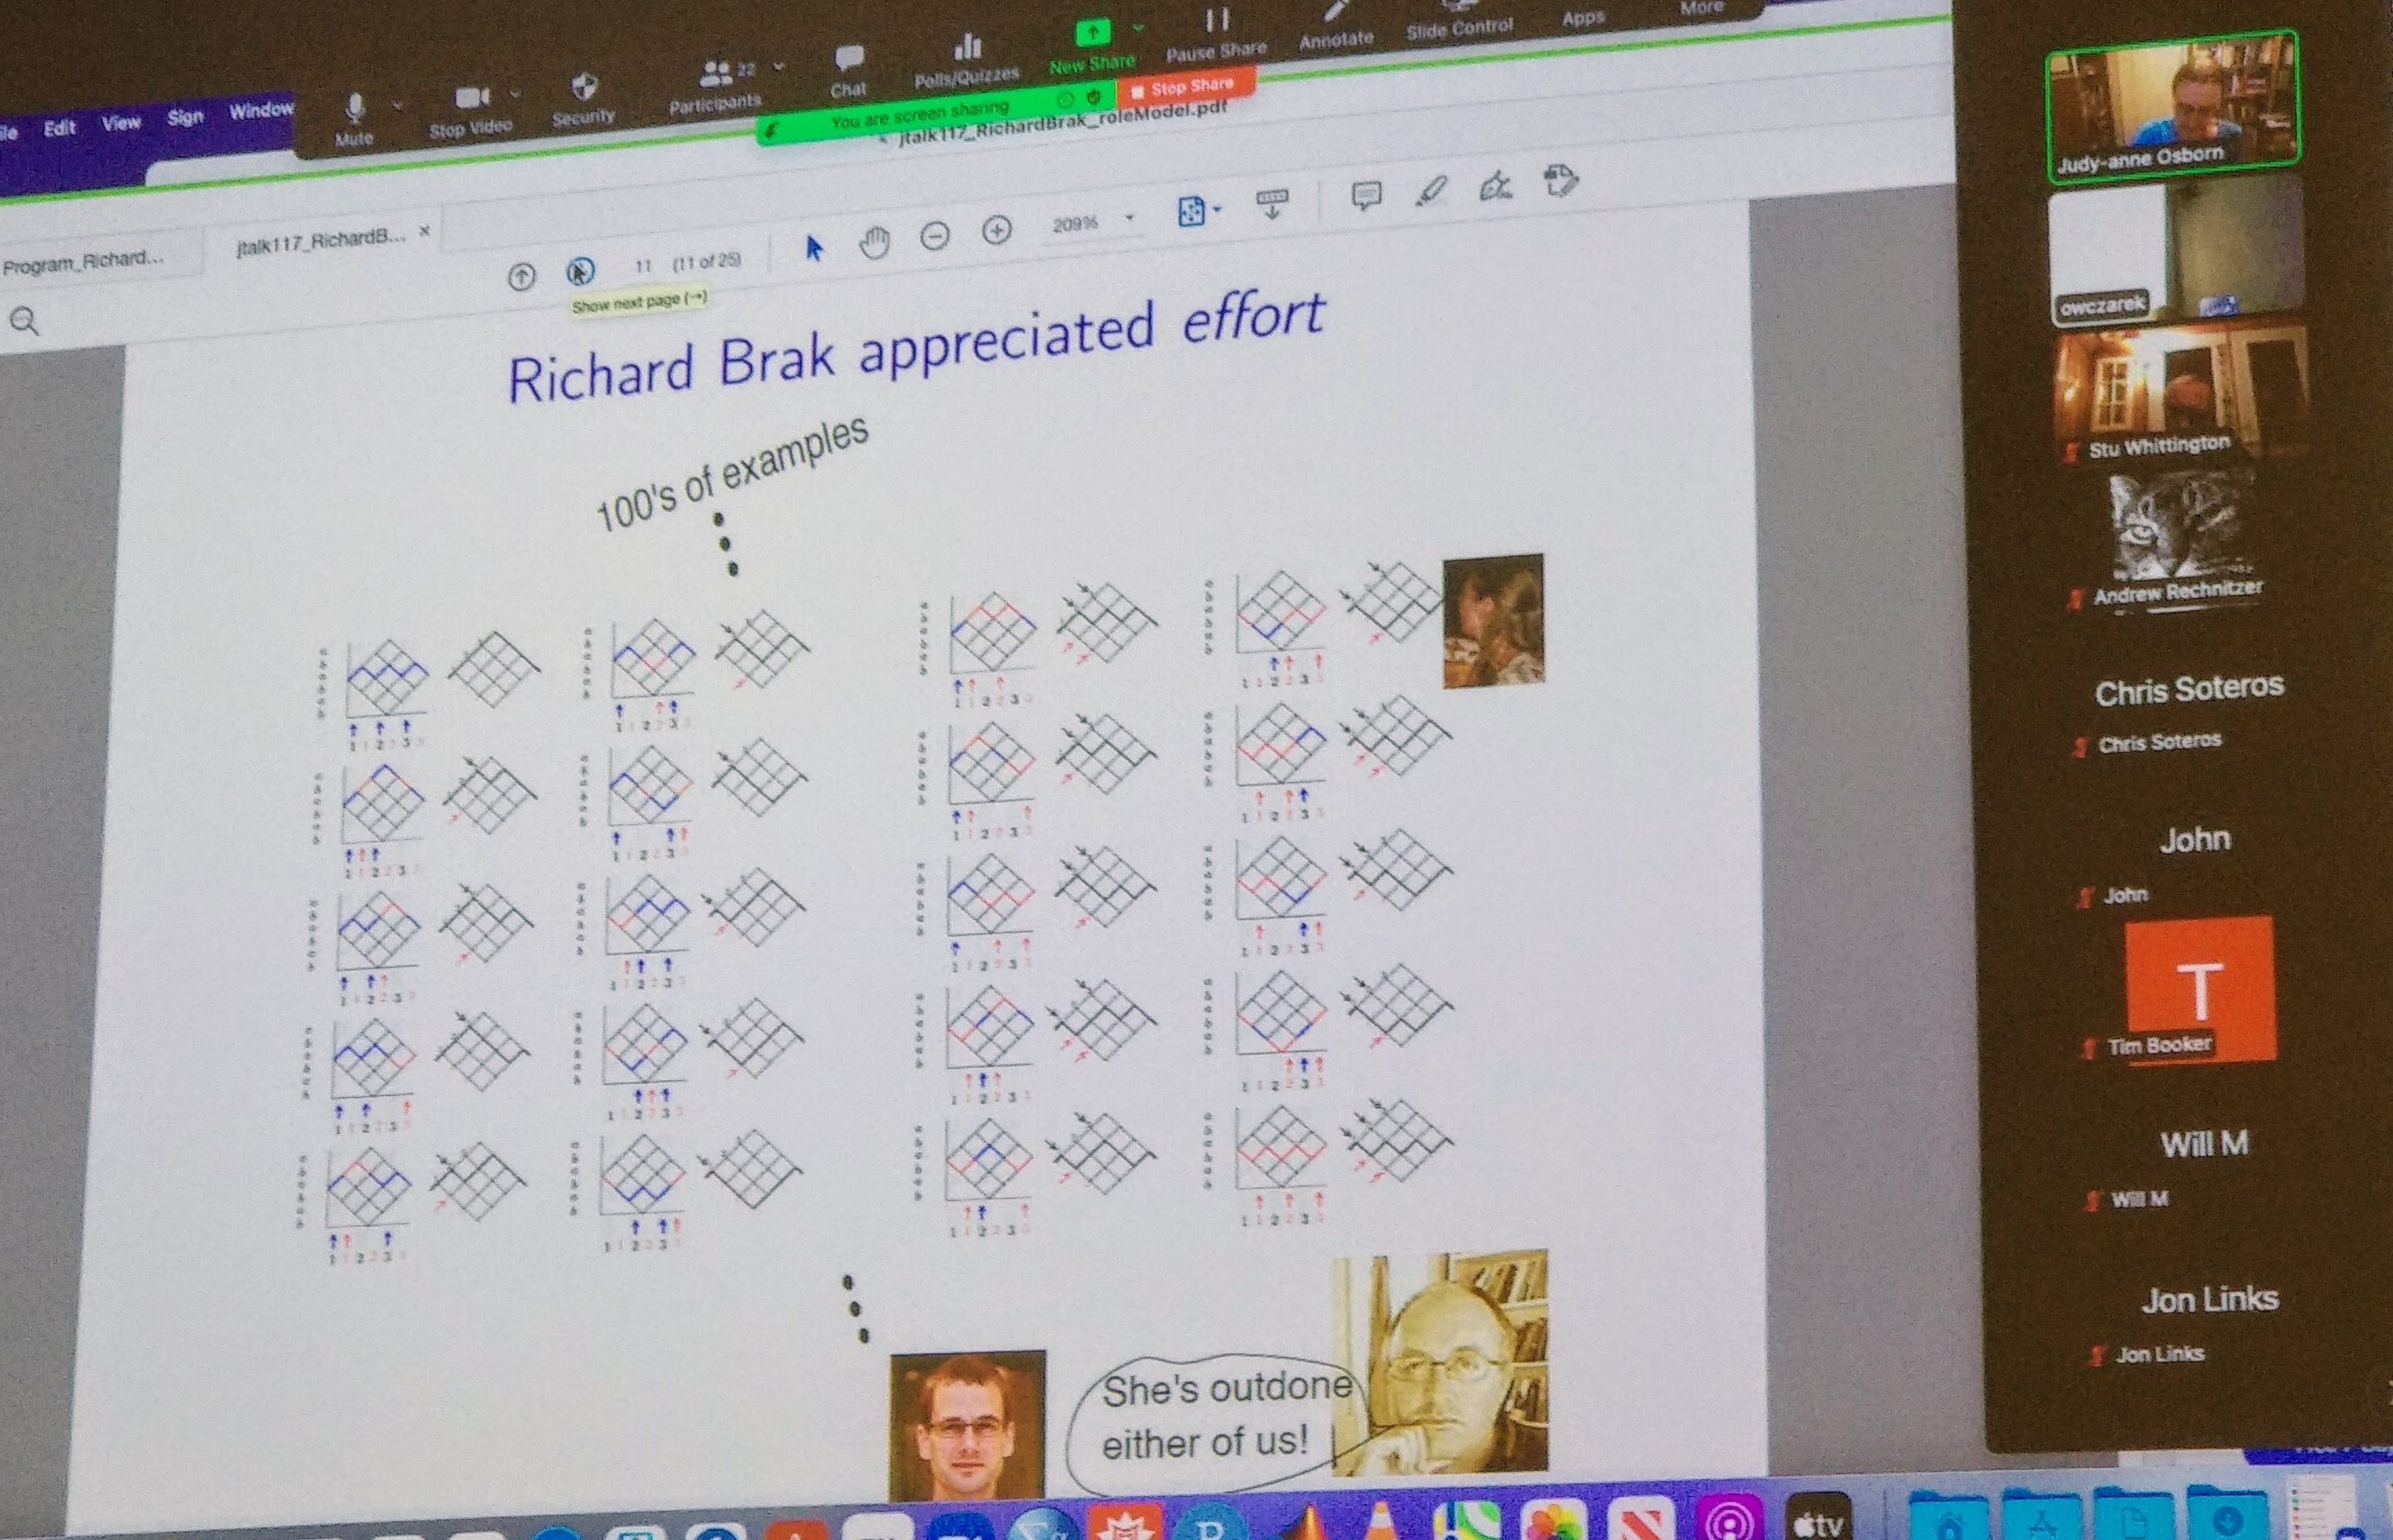 More
Apps
Slide Control
Annotate
Pause Share
New Share
Polls/Quizzes
Chat
Participants
22
Security
Stop Video
Mute
Edit View Sign Window
You are screen sharing
Stop Share
jtalk117_RichardBrak_roleModel.pdf
Program_Richard...
jtalk117_RichardB... ×
11 (11 of 25)
209%
Show next page (→)
Richard Brak appreciated effort
100's of examples
She's outdone
either of us!
Judy-anne Osborn
owczarek
Stu Whittington
Andrew Rechnitzer
Chris Soteros
Chris Soteros
John
John
T
Tim Booker
Will M
Will M
Jon Links
Jon Links
tv